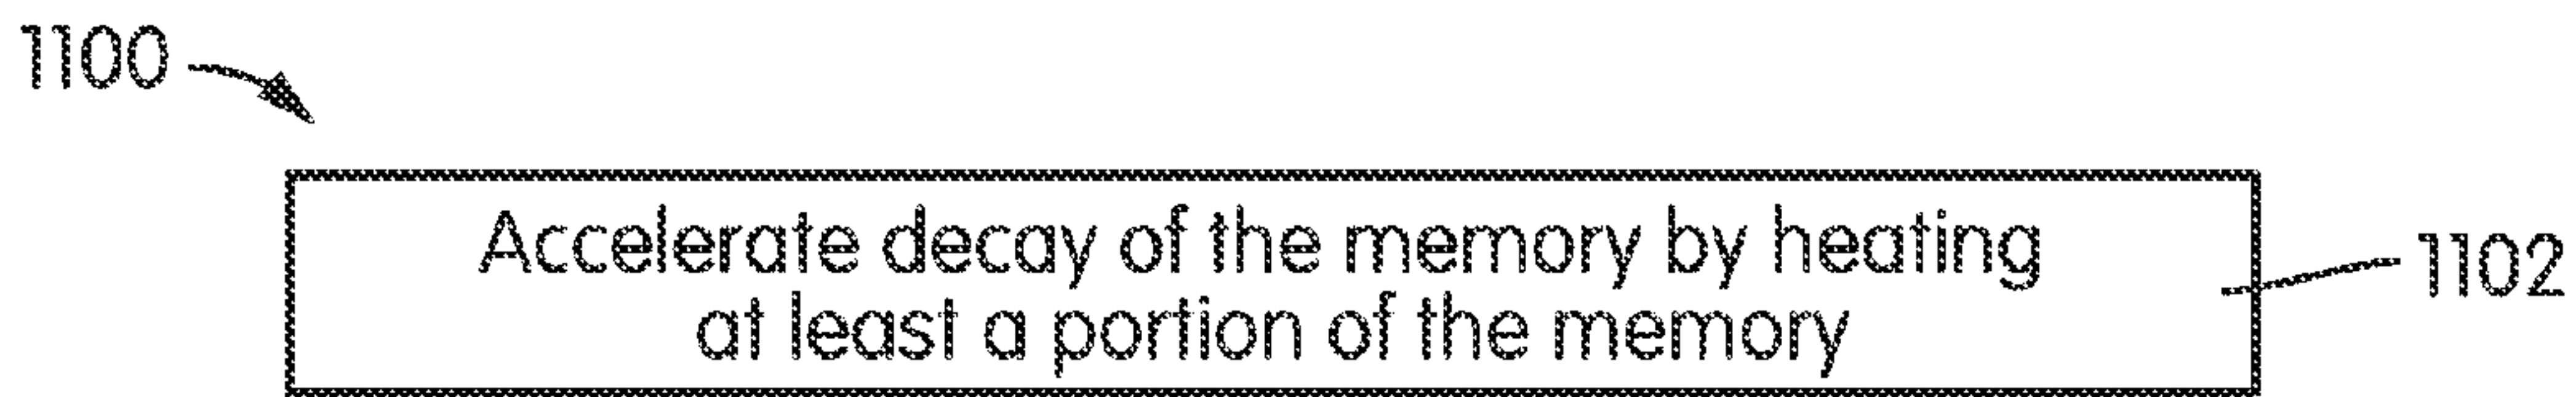 1100
Accelerate decay of the memory by heating
at least a portion of the memory
1102